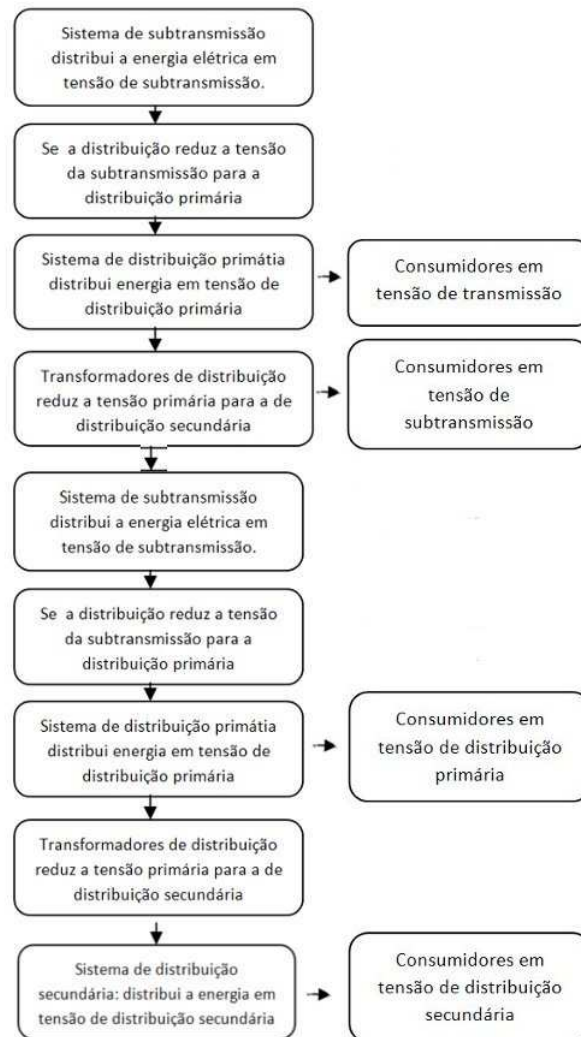 Sistema de subtransmissão
distribui a energia elétrica em
tensão de subtransmissão.
Se a distribuição reduz a tensão
da subtransmissão para a
distribuição primária
Sistema de distribuição primátia
distribui energia em tensão de
distribuição primária
Consumidores em
tensão de transmissão
Transformadores de distribuição
reduz a tensão primária para a de
distribuição secundária
Consumidores em
tensão de
subtransmissão
Sistema de subtransmissão
distribui a energia elétrica em
tensão de subtransmissão.
Se a distribuição reduz a tensão
da subtransmissão para a
distribuição primária
Sistema de distribuição primátia
distribui energia em tensão de
distribuição primária
Consumidores em
tensão de distribuição
primária
Transformadores de distribuição
reduz a tensão primária para a de
distribuição secundária
Sistema de distribuição
secundária: distribui a energia em
tensão de distribuição secundária
Consumidores em
tensão de distribuição
secundária